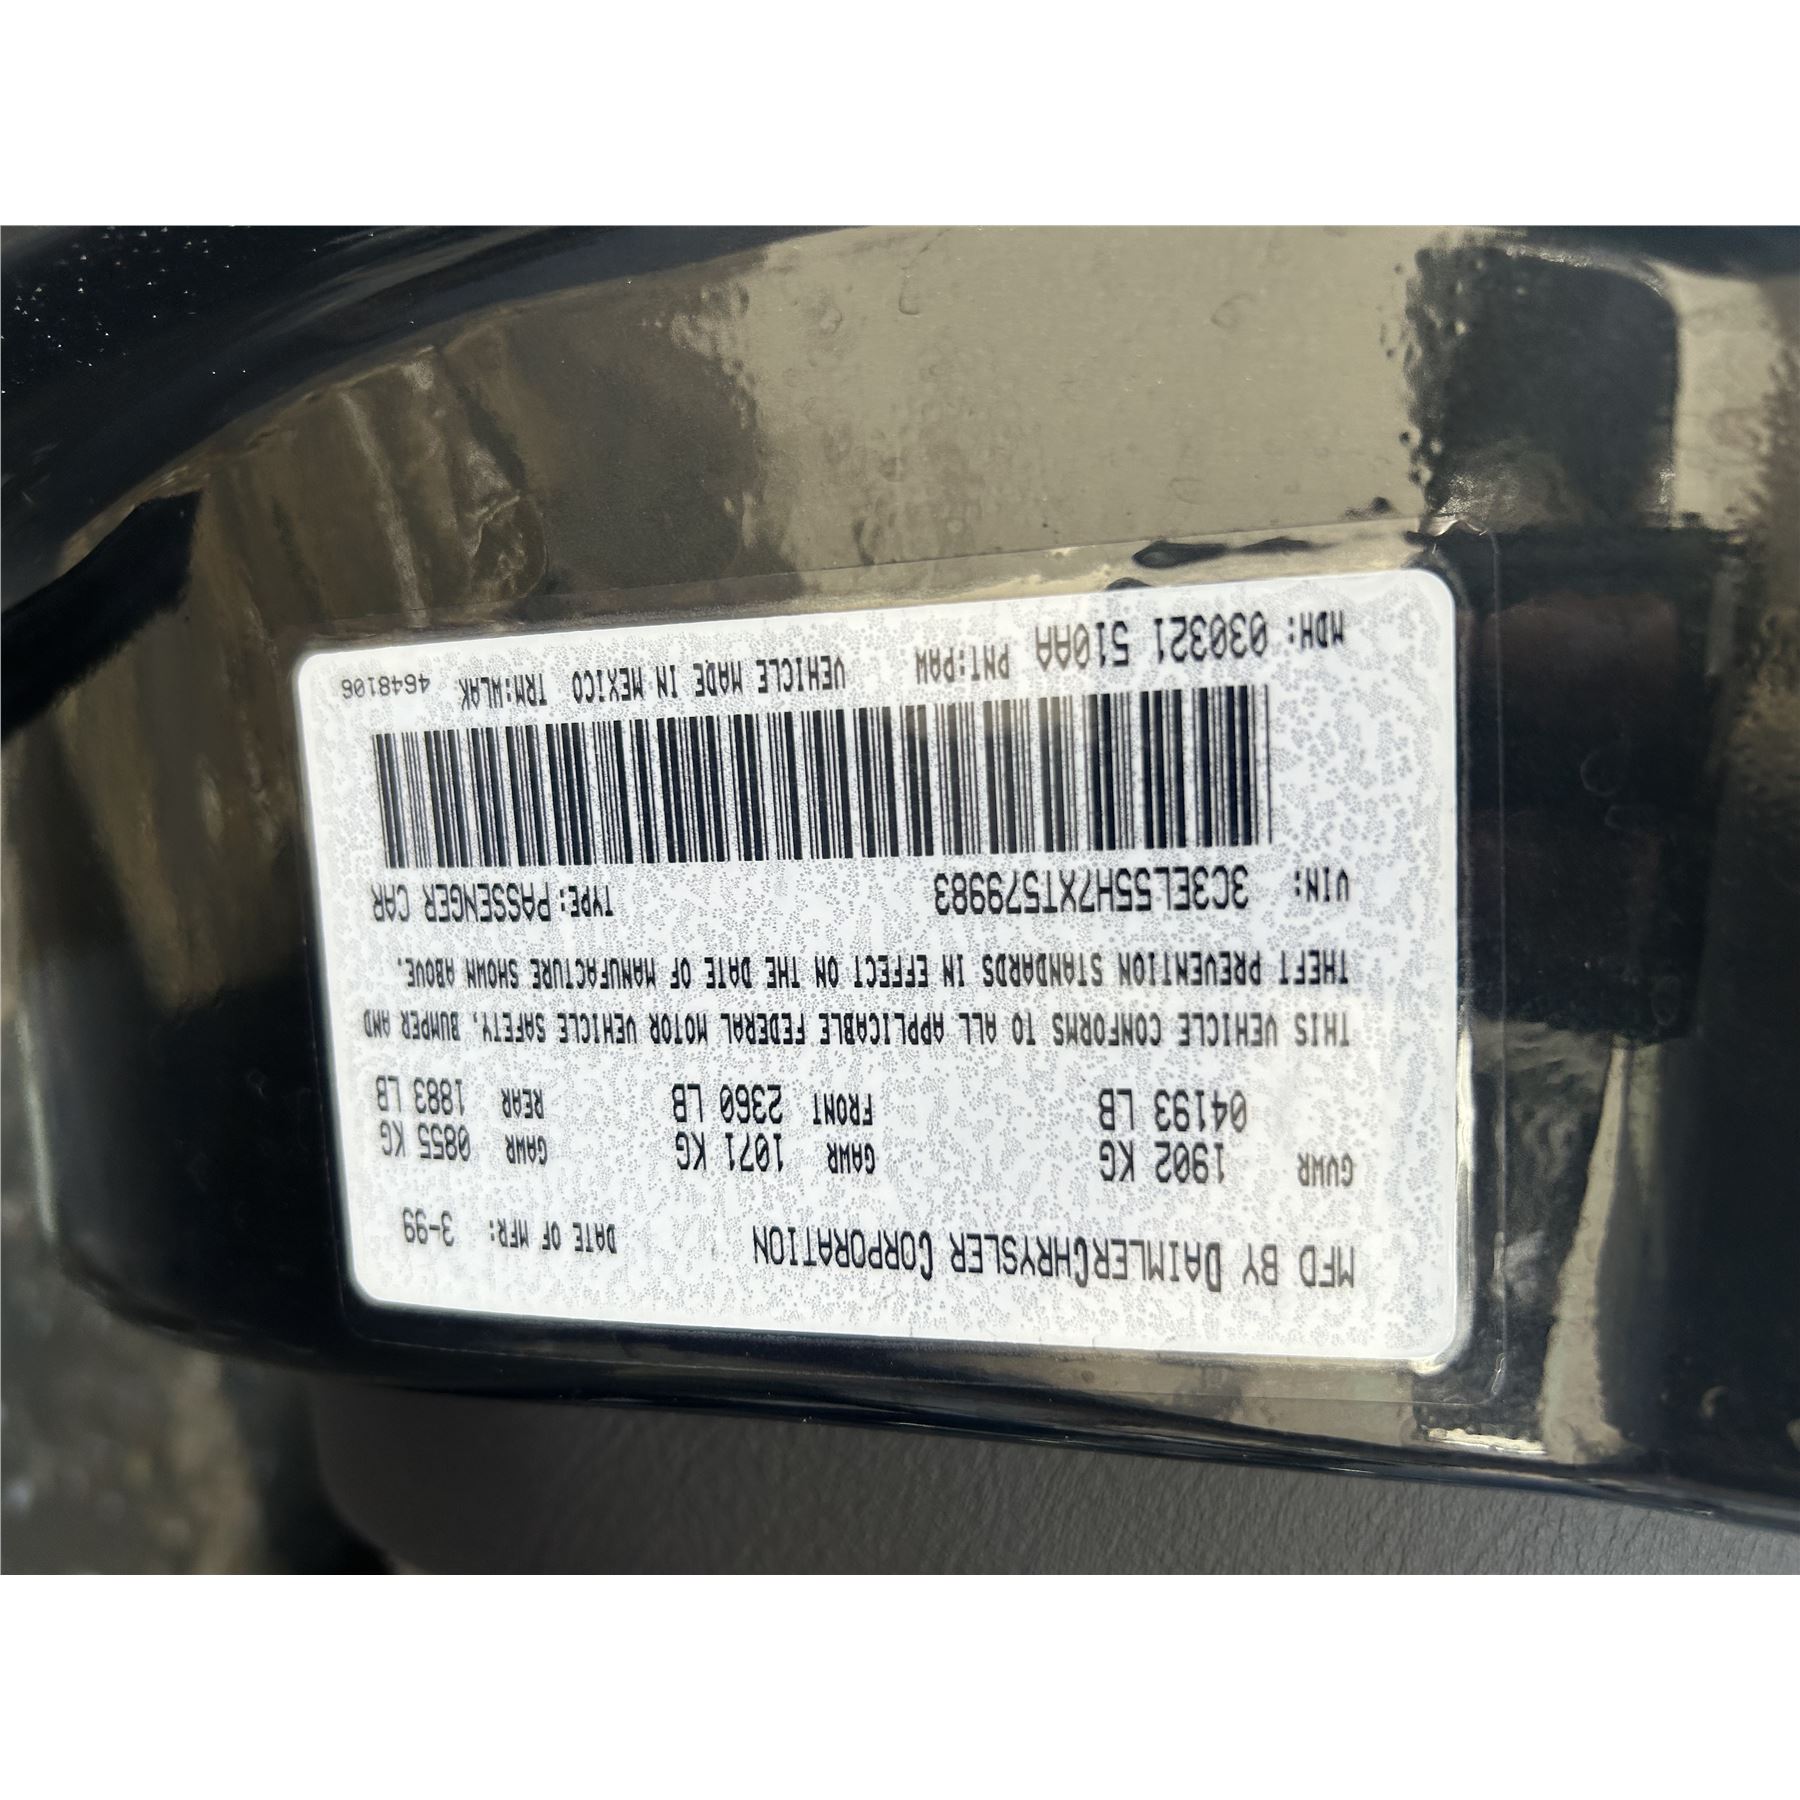 MFD BY DAIMLERCHRYSLER CORPORATION DATE OF MFR: 3-99
GVWR 1902 KG GAWR 1071 KG GAWR 0855 KG
04193 LB FRONT 2360 LB REAR 1883 LB
THIS VEHICLE CONFORMS TO ALL APPLICABLE FEDERAL MOTOR VEHICLE SAFETY, BUMPER AND
THEFT PREVENTION STANDARDS IN EFFECT ON THE DATE OF MANUFACTURE SHOWN ABOVE.
VIN: 3C3EL55H7XT579983 TYPE: PASSENGER CAR
MDH: 030321 510AA PNT:PAW VEHICLE MADE IN MEXICO TRM:WLAK 4648106